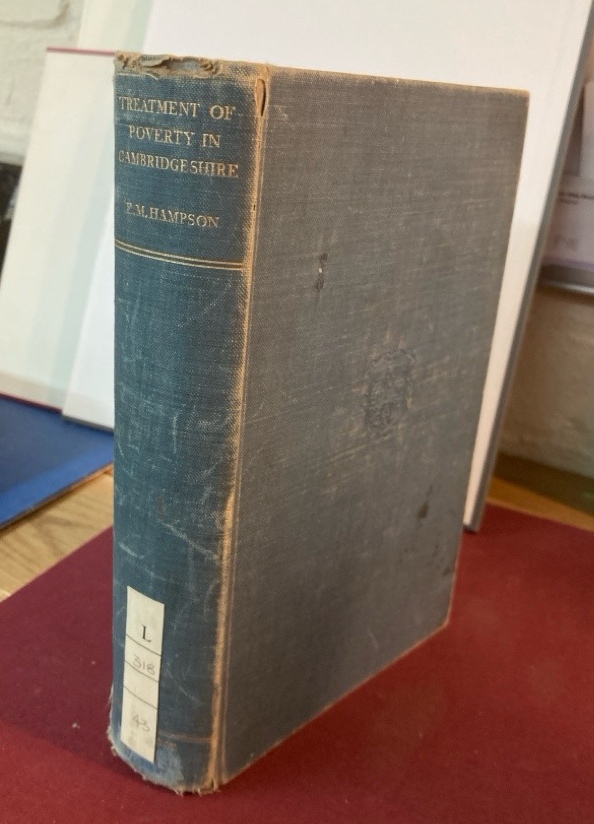 TREATMENT OF
POVERTY IN
CAMBRIDGESHIRE
E.M.HAMPSON
L
318
43